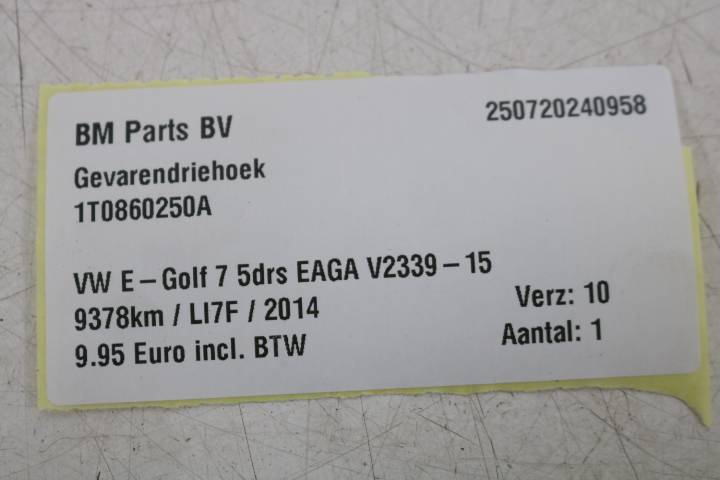 BM Parts BV
250720240958
Gevarendriehoek
1T0860250A
VW E-Golf 7 5drs EAGA V2339-15
9378km / LI7F / 2014
Verz: 10
9.95 Euro incl. BTW
Aantal: 1